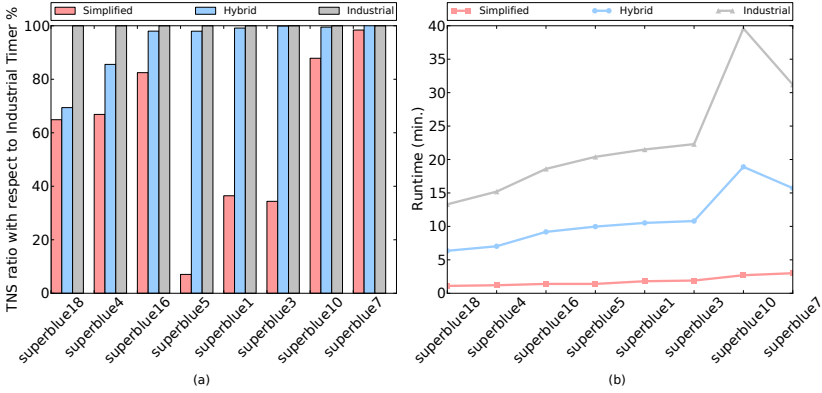 Simplified Hybrid Industrial
TNS ratio with respect to Industrial Timer %
100
80
60
40
20
0
superblue18
superblue4
superblue16
superblue5
superblue1
superblue3
superblue10
superblue7
(a)
Simplified Hybrid Industrial
Runtime (min.)
40
35
30
25
20
15
10
5
0
superblue18
superblue4
superblue16
superblue5
superblue1
superblue3
superblue10
superblue7
(b)